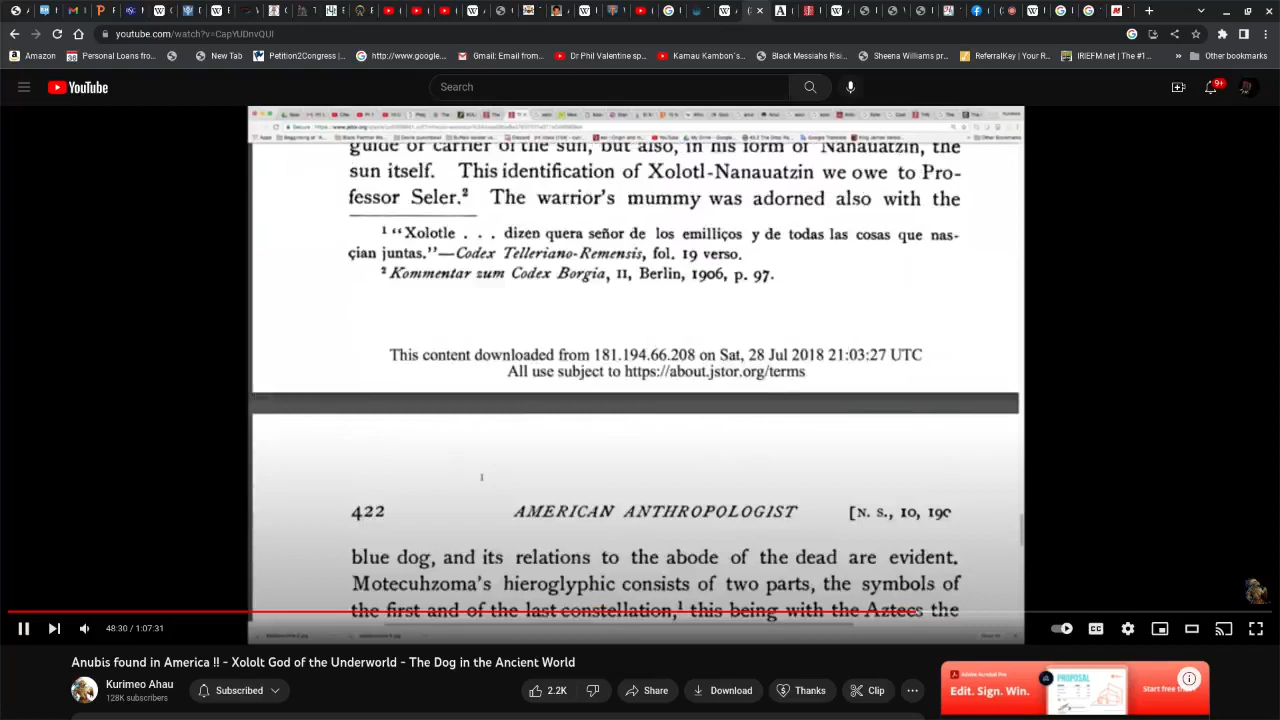 youtube.com/watch?v=CapYUDnvQUI
Amazon
Personal Loans fro...
New Tab
Petition2Congress |...
http://www.google...
Gmail: Email from...
Dr Phil Valentine sp...
Kamau Kambon's...
Black Messiahs Risi...
Sheena Williams pro...
ReferralKey | Your R...
IRIEFM.net | The #1...
Other bookmarks
YouTube
Search
9+
guide or carrier of the sun, but also, in his form of Nanauatzin, the
sun itself. This identification of Xolotl-Nanauatzin we owe to Pro-
fessor Seler.² The warrior's mummy was adorned also with the
¹ “Xolotle . . . dizen quera señor de los emilliços y de todas las cosas que nas-
çian juntas.”—Codex Telleriano-Remensis, fol. 19 verso.
² Kommentar zum Codex Borgia, II, Berlin, 1906, p. 97.
This content downloaded from 181.194.66.208 on Sat, 28 Jul 2018 21:03:27 UTC
All use subject to https://about.jstor.org/terms
422 AMERICAN ANTHROPOLOGIST [N. S., 10, 190
blue dog, and its relations to the abode of the dead are evident.
Motecuhzoma's hieroglyphic consists of two parts, the symbols of
the first and of the last constellation,¹ this being with the Aztecs the
48:30 / 1:07:31
Anubis found in America !! - Xololt God of the Underworld - The Dog in the Ancient World
Kurimeo Ahau
128K subscribers
Subscribed
2.2K
Share
Download
Thanks
Clip
Adobe Acrobat Pro
Edit. Sign. Win.
PROPOSAL